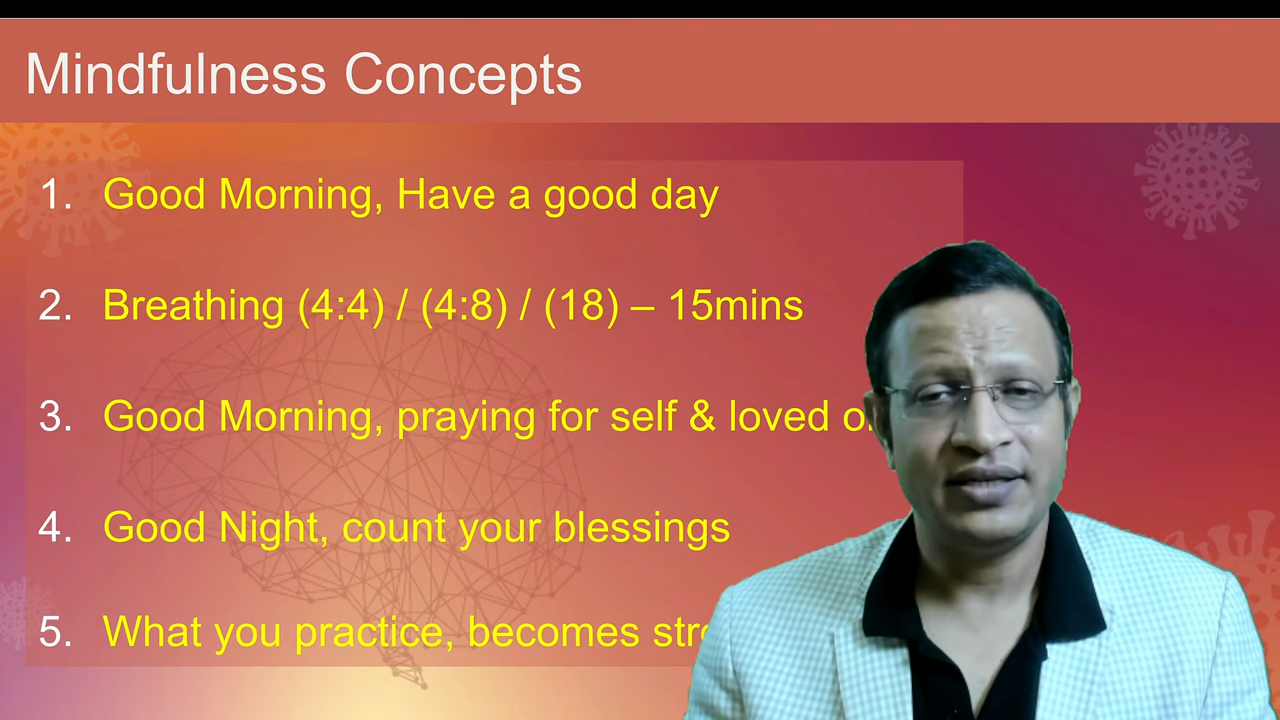 Mindfulness Concepts
1. Good Morning, Have a good day
2. Breathing (4:4) / (4:8) / (18) – 15mins
3. Good Morning, praying for self & loved
4. Good Night, count your blessings
5. What you practice, becomes